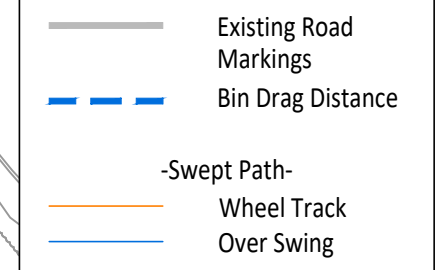 Existing Road
Markings
Bin Drag Distance
-Swept Path-
Wheel Track
Over Swing